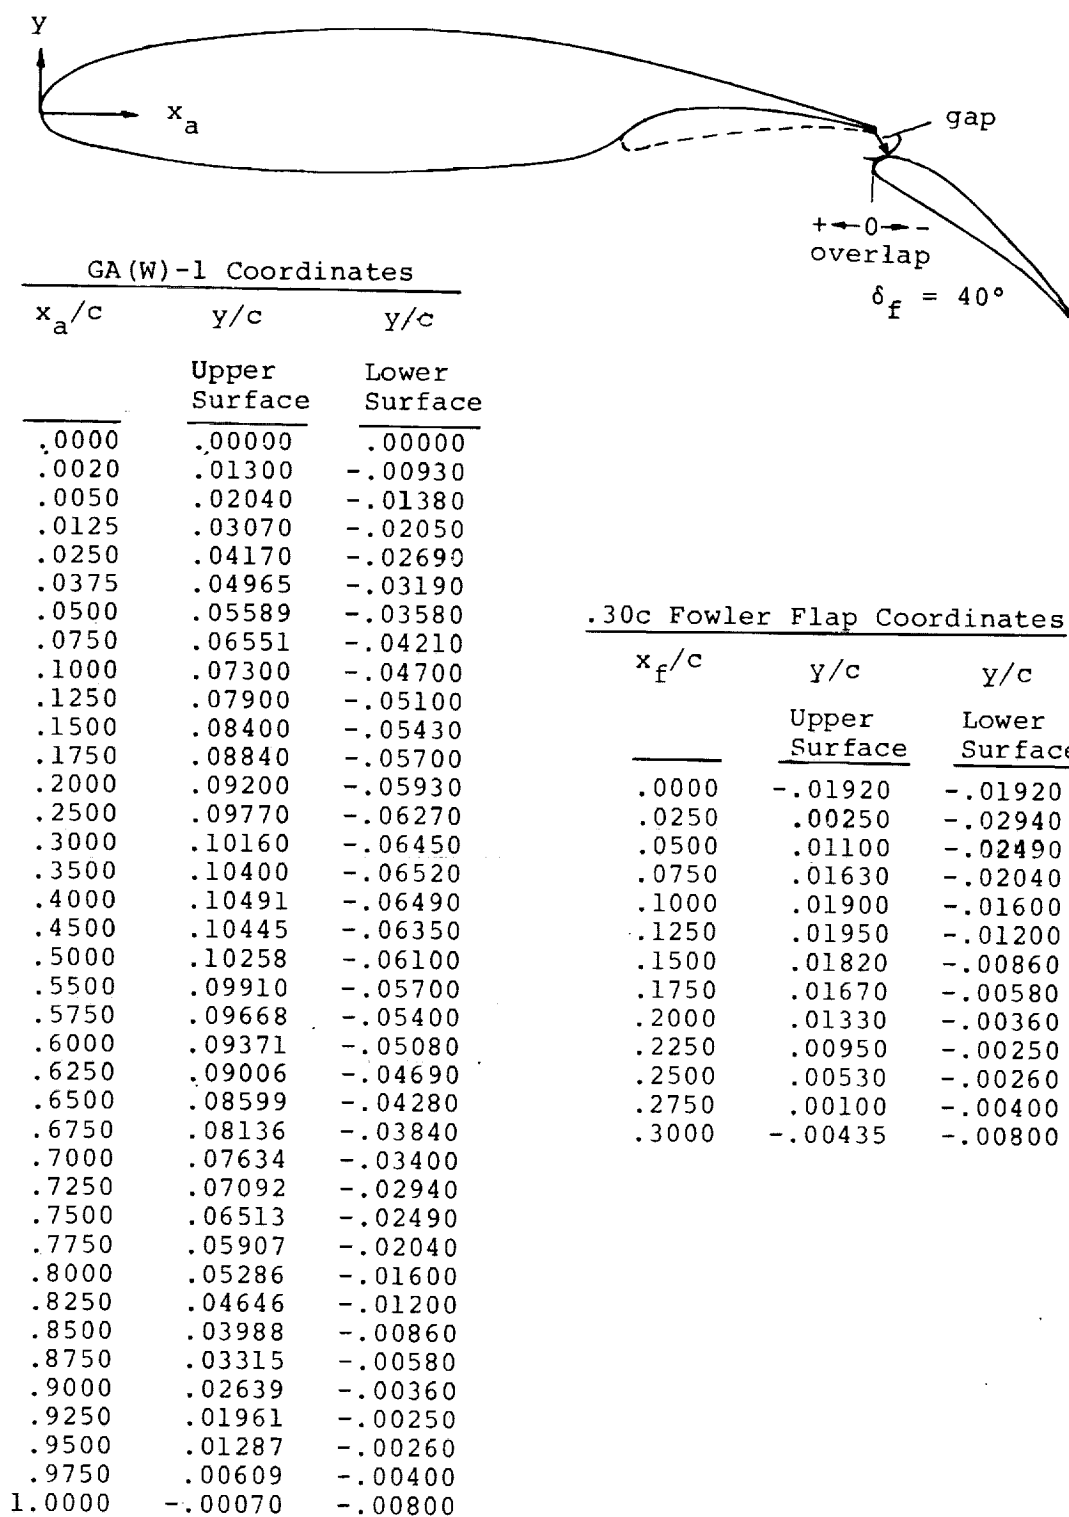 y
x_a
gap
+←0→-
overlap
δ_f = 40°
GA(W)-1 Coordinates
x_a/c y/c y/c
Upper Surface Lower Surface
.0000 .00000 .00000
.0020 .01300 -.00930
.0050 .02040 -.01380
.0125 .03070 -.02050
.0250 .04170 -.02690
.0375 .04965 -.03190
.0500 .05589 -.03580
.0750 .06551 -.04210
.1000 .07300 -.04700
.1250 .07900 -.05100
.1500 .08400 -.05430
.1750 .08840 -.05700
.2000 .09200 -.05930
.2500 .09770 -.06270
.3000 .10160 -.06450
.3500 .10400 -.06520
.4000 .10491 -.06490
.4500 .10445 -.06350
.5000 .10258 -.06100
.5500 .09910 -.05700
.5750 .09668 -.05400
.6000 .09371 -.05080
.6250 .09006 -.04690
.6500 .08599 -.04280
.6750 .08136 -.03840
.7000 .07634 -.03400
.7250 .07092 -.02940
.7500 .06513 -.02490
.7750 .05907 -.02040
.8000 .05286 -.01600
.8250 .04646 -.01200
.8500 .03988 -.00860
.8750 .03315 -.00580
.9000 .02639 -.00360
.9250 .01961 -.00250
.9500 .01287 -.00260
.9750 .00609 -.00400
1.0000 -.00070 -.00800
.30c Fowler Flap Coordinates
x_f/c y/c y/c
Upper Surface Lower Surface
.0000 -.01920 -.01920
.0250 .00250 -.02940
.0500 .01100 -.02490
.0750 .01630 -.02040
.1000 .01900 -.01600
.1250 .01950 -.01200
.1500 .01820 -.00860
.1750 .01670 -.00580
.2000 .01330 -.00360
.2250 .00950 -.00250
.2500 .00530 -.00260
.2750 .00100 -.00400
.3000 -.00435 -.00800